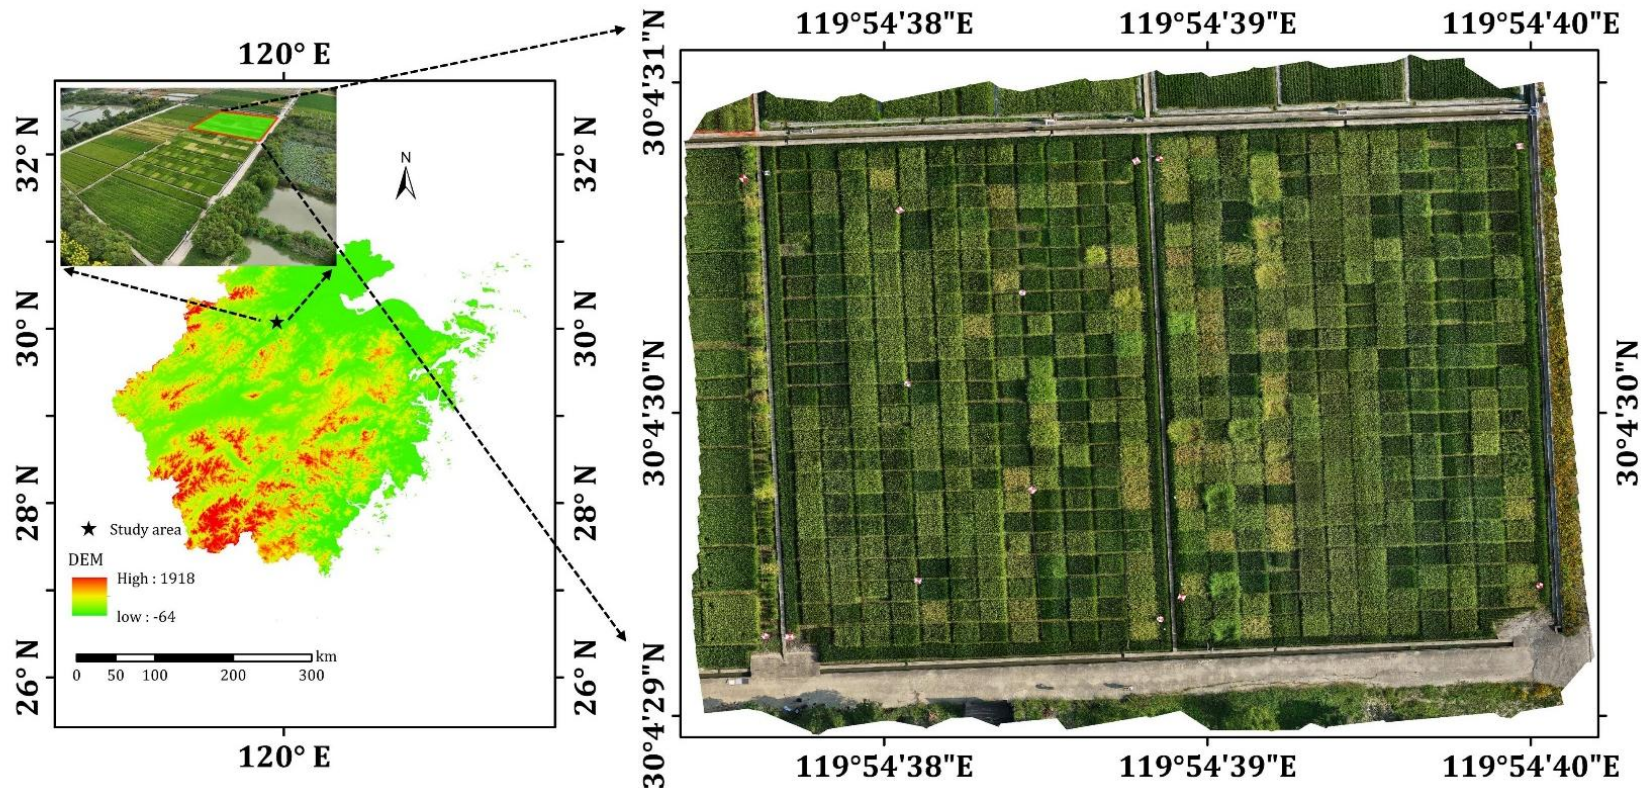 120° E
32° N
32° N
N
30° N
30° N
28° N
28° N
★ Study area
DEM
High : 1918
low : -64
km
0 50 100 200 300
26° N
26° N
120° E
119°54'38"E 119°54'39"E 119°54'40"E
30°4'31"N
30°4'30"N
30°4'30"N
30°4'29"N
119°54'38"E 119°54'39"E 119°54'40"E